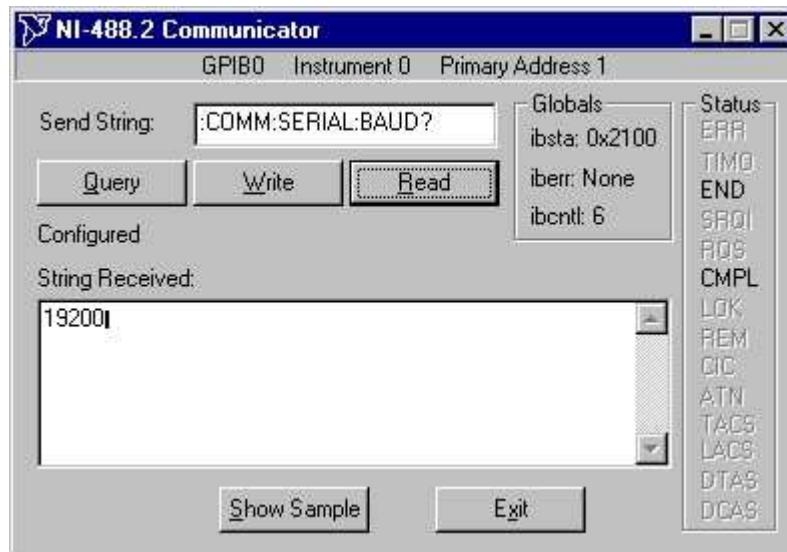 NI-488.2 Communicator
GPIB0 Instrument 0 Primary Address 1
Send String: :COMM:SERIAL:BAUD?
Query Write Read
Configured
String Received:
19200
Show Sample Exit
Globals
ibsta: 0x2100
iberr: None
ibcntl: 6
Status
ERR
TIMO
END
SRQI
RQS
CMPL
LOK
REM
CIC
ATN
TACS
LACS
DTAS
DCAS